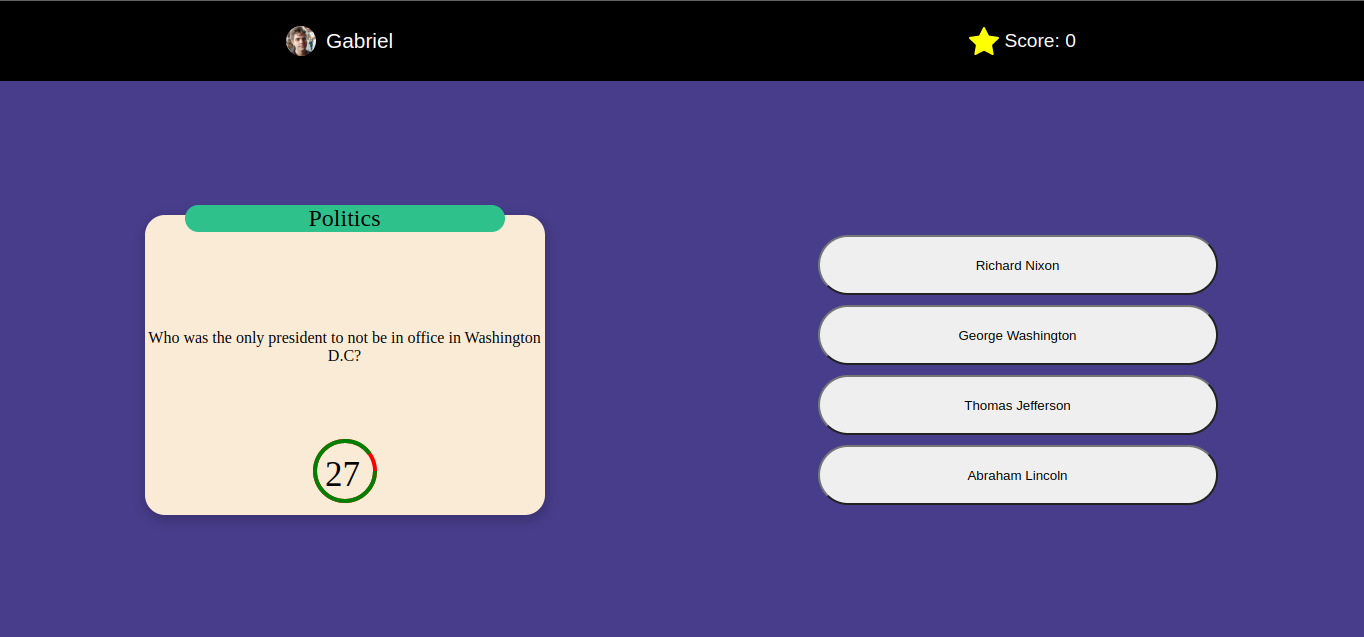 Gabriel
Score: 0
Politics
Who was the only president to not be in office in Washington
D.C?
27
Richard Nixon
George Washington
Thomas Jefferson
Abraham Lincoln